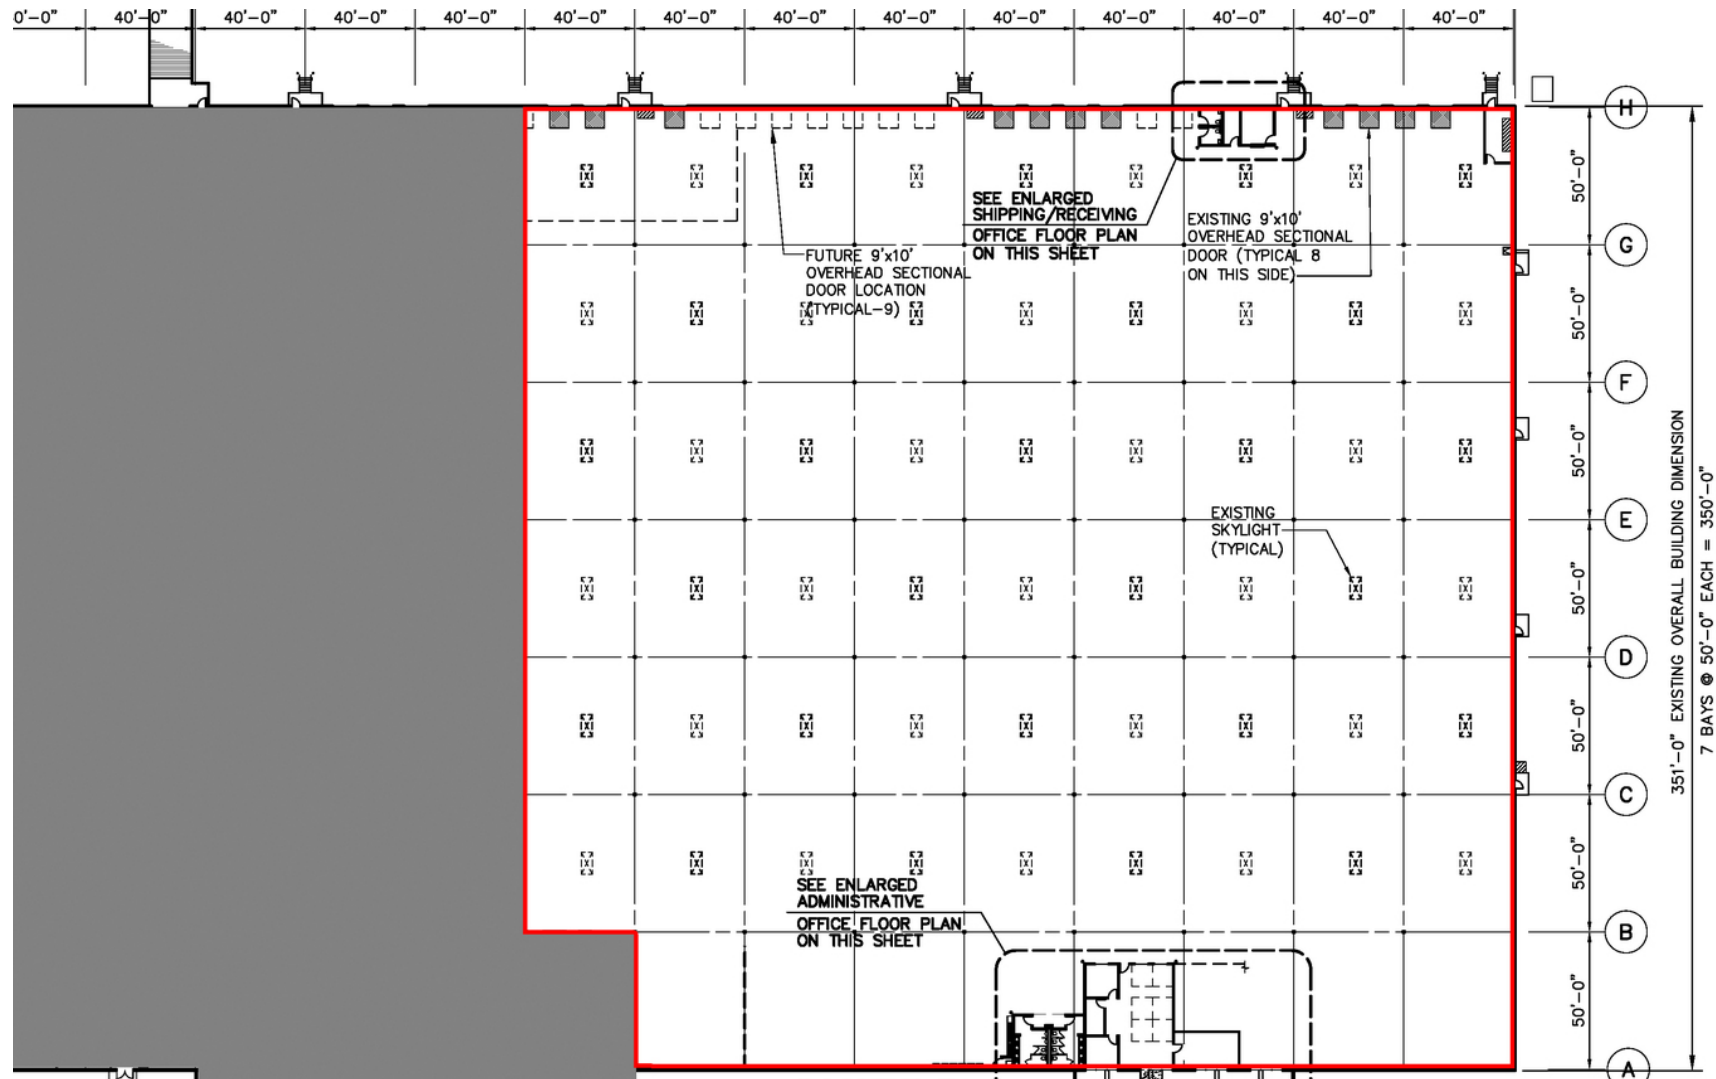 0'-0" 40'-0" 40'-0" 40'-0" 40'-0" 40'-0" 40'-0" 40'-0" 40'-0" 40'-0" 40'-0" 40'-0" 40'-0" 40'-0"
H
50'-0"
SEE ENLARGED
SHIPPING/RECEIVING
OFFICE FLOOR PLAN
ON THIS SHEET
EXISTING 9'x10'
OVERHEAD SECTIONAL
DOOR (TYPICAL 8
ON THIS SIDE)
G
FUTURE 9'x10'
OVERHEAD SECTIONAL
DOOR LOCATION
(TYPICAL-9)
50'-0"
F
50'-0"
E
EXISTING
SKYLIGHT
(TYPICAL)
50'-0"
D
50'-0"
C
50'-0"
SEE ENLARGED
ADMINISTRATIVE
OFFICE FLOOR PLAN
ON THIS SHEET
B
50'-0"
A
351'-0" EXISTING OVERALL BUILDING DIMENSION
7 BAYS @ 50'-0" EACH = 350'-0"